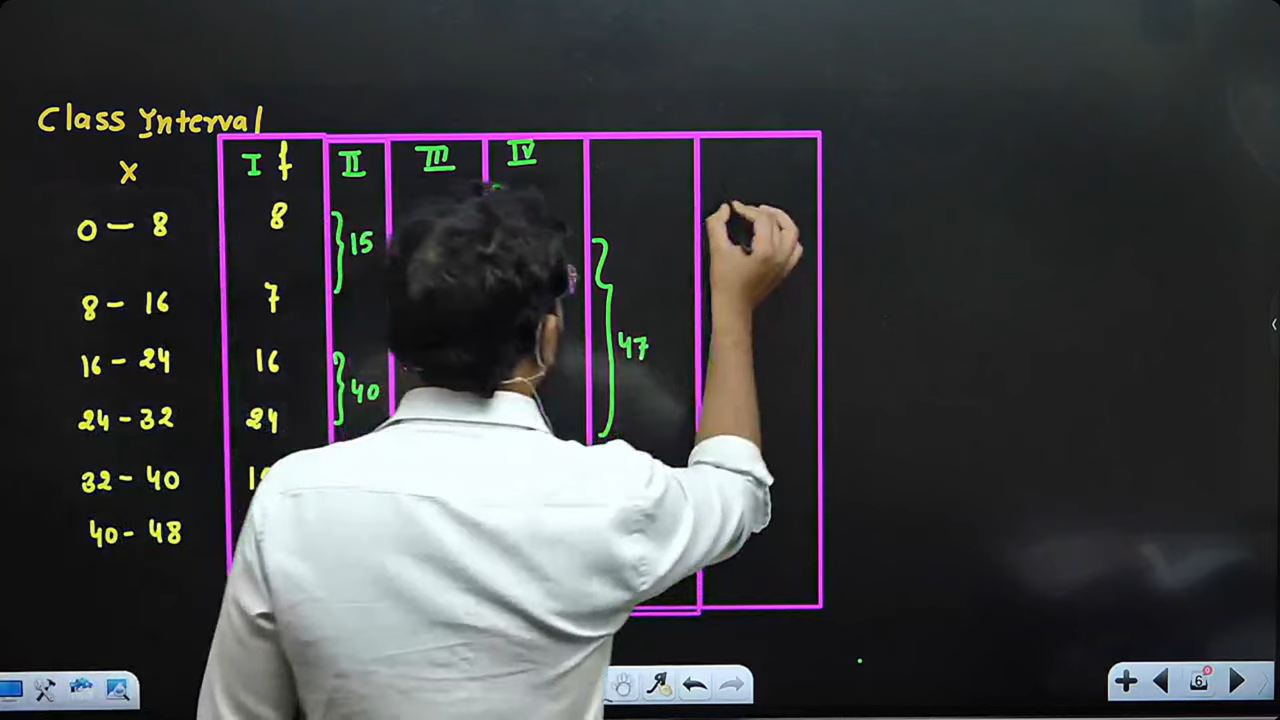 Class Interval
x I f II III IV
0 - 8 8 15
8 - 16 7
16 - 24 16 47
24 - 32 24 40
32 - 40
40 - 48
6